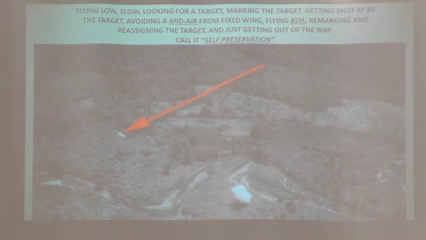 FLYING LOW, SLOW, LOOKING FOR A TARGET, MARKING THE TARGET, GETTING SHOT AT BY
THE TARGET, AVOIDING A MID-AIR FROM FIXED WING, FLYING BDA, REMARKING AND
REASSIGNING THE TARGET, AND JUST GETTING OUT OF THE WAY.
CALL IT "SELF PRESERVATION"